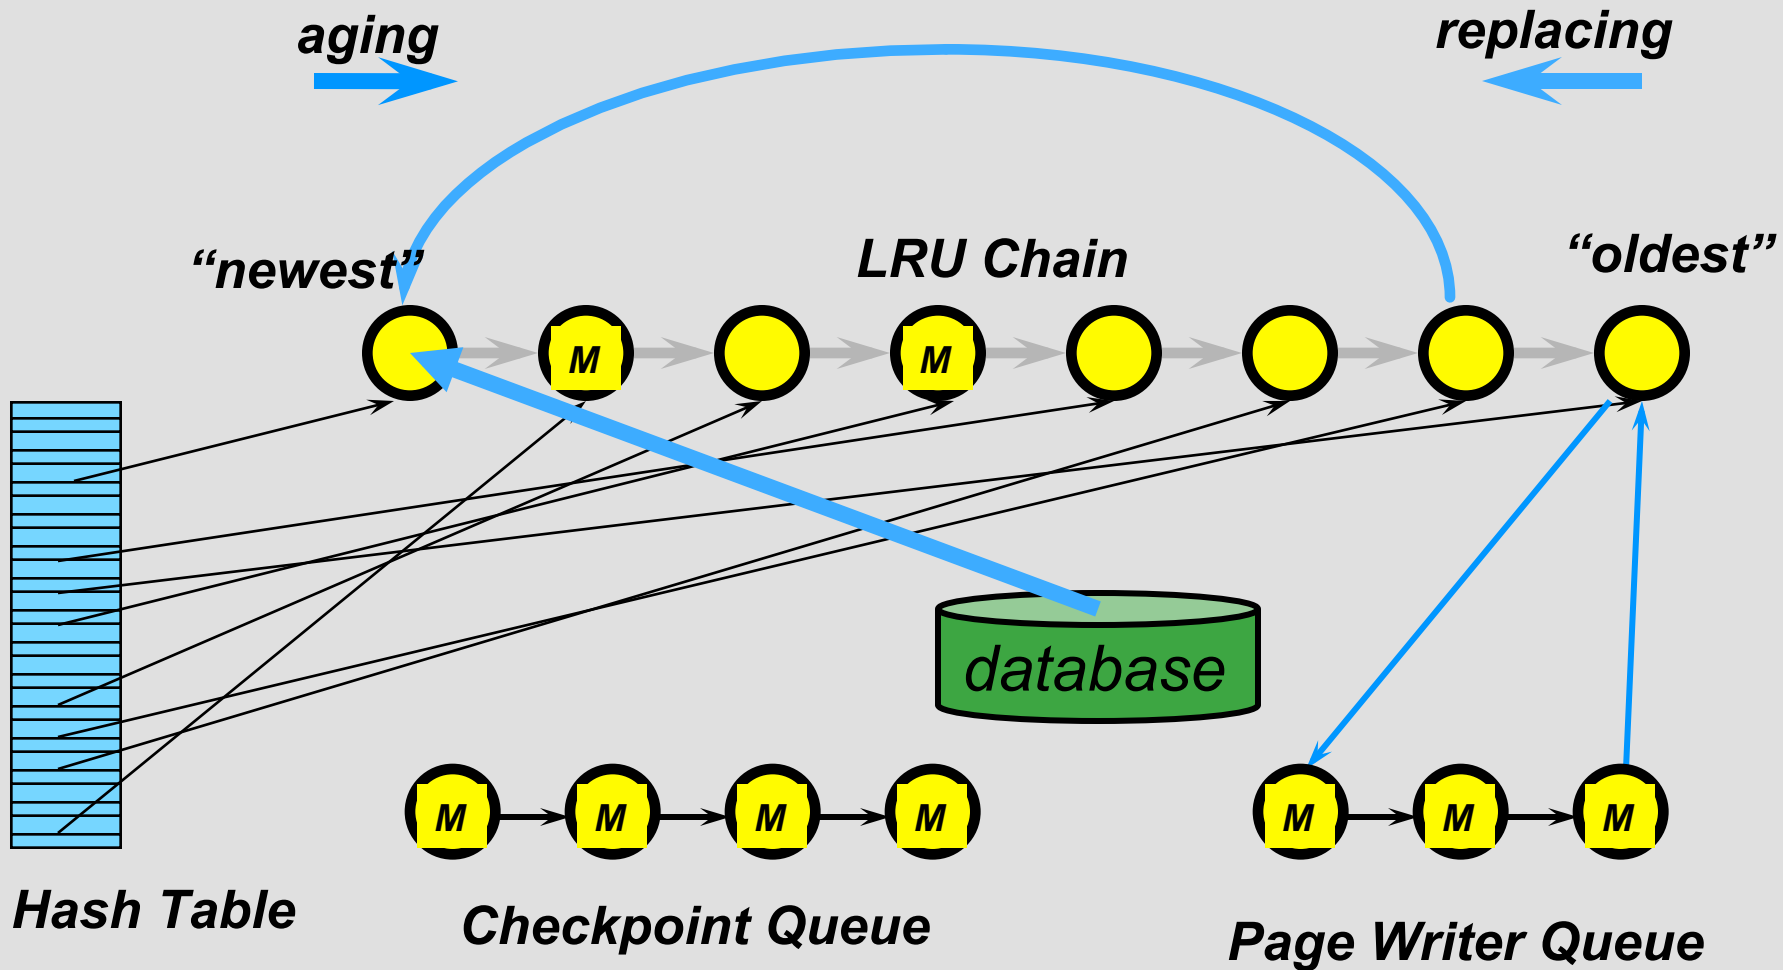 aging
replacing
“newest”
LRU Chain
“oldest”
M
M
database
M
M
M
M
M
M
M
Hash Table
Checkpoint Queue
Page Writer Queue